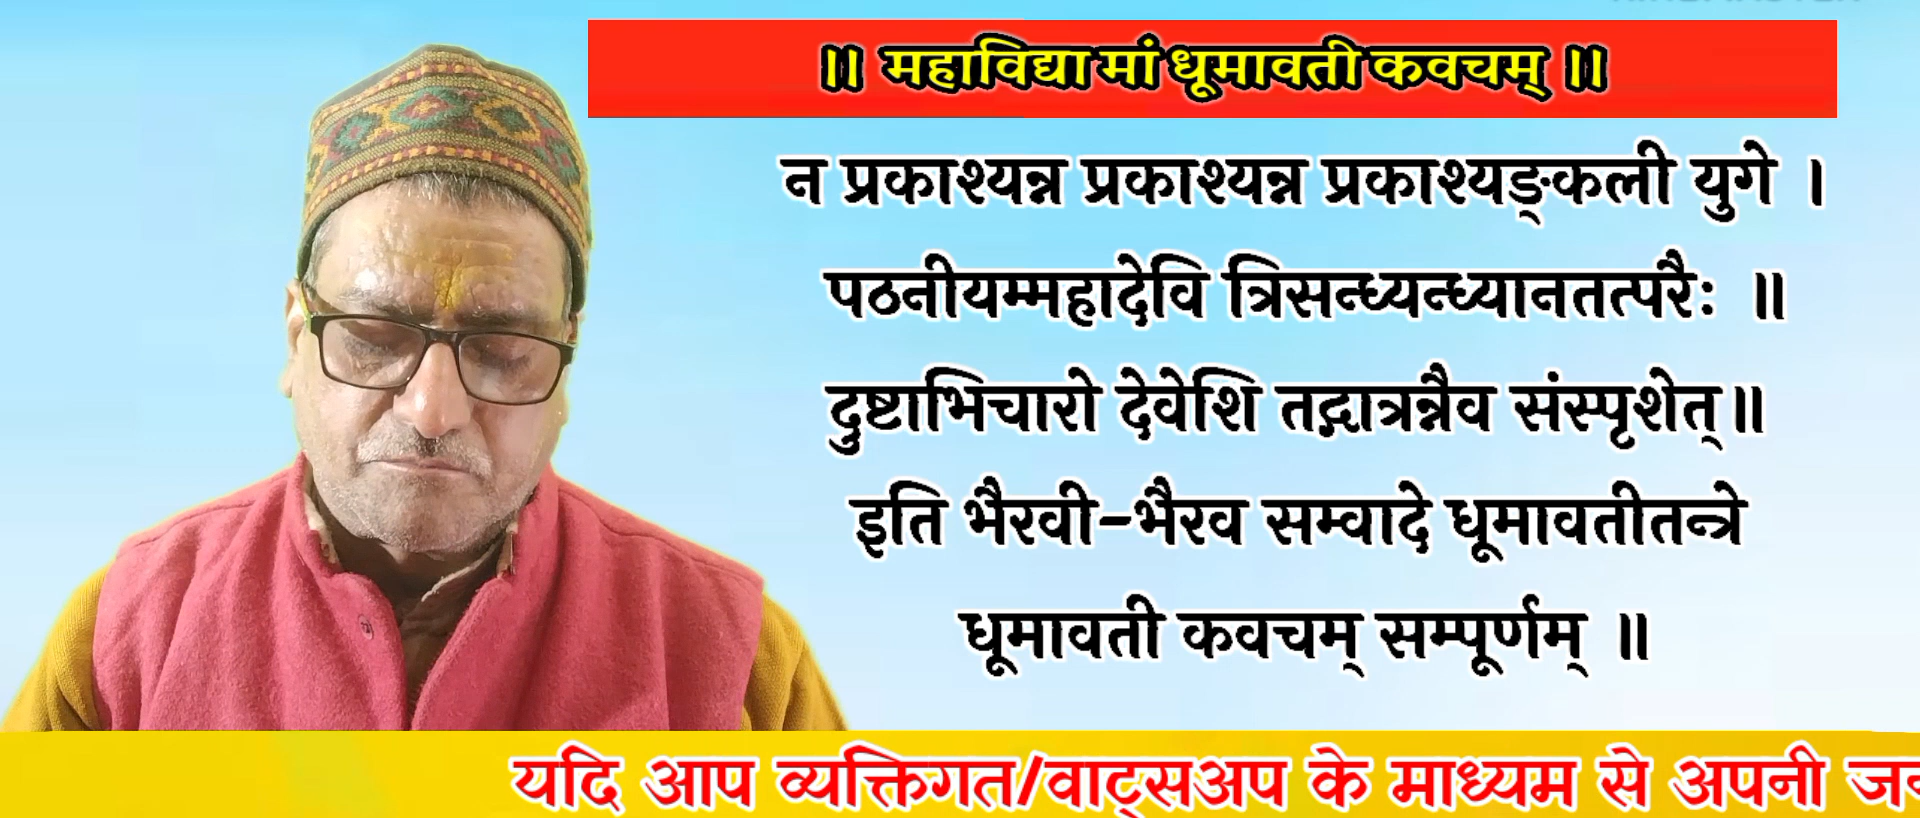 ।। महाविद्या मां धूमावती कवचम् ।।
न प्रकाश्यन्न प्रकाश्यन्न प्रकाश्यङ्कली युगे ।
पठनीयम्महादेवि त्रिसन्ध्यन्ध्यानतत्परैः ॥
दुष्टाभिचारो देवेशि तद्गात्रन्नैव संस्पृशेत्॥
इति भैरवी-भैरव सम्वादे धूमावतीतन्त्रे
धूमावती कवचम् सम्पूर्णम् ॥
यदि आप व्यक्तिगत/वाट्सअप के माध्यम से अपनी